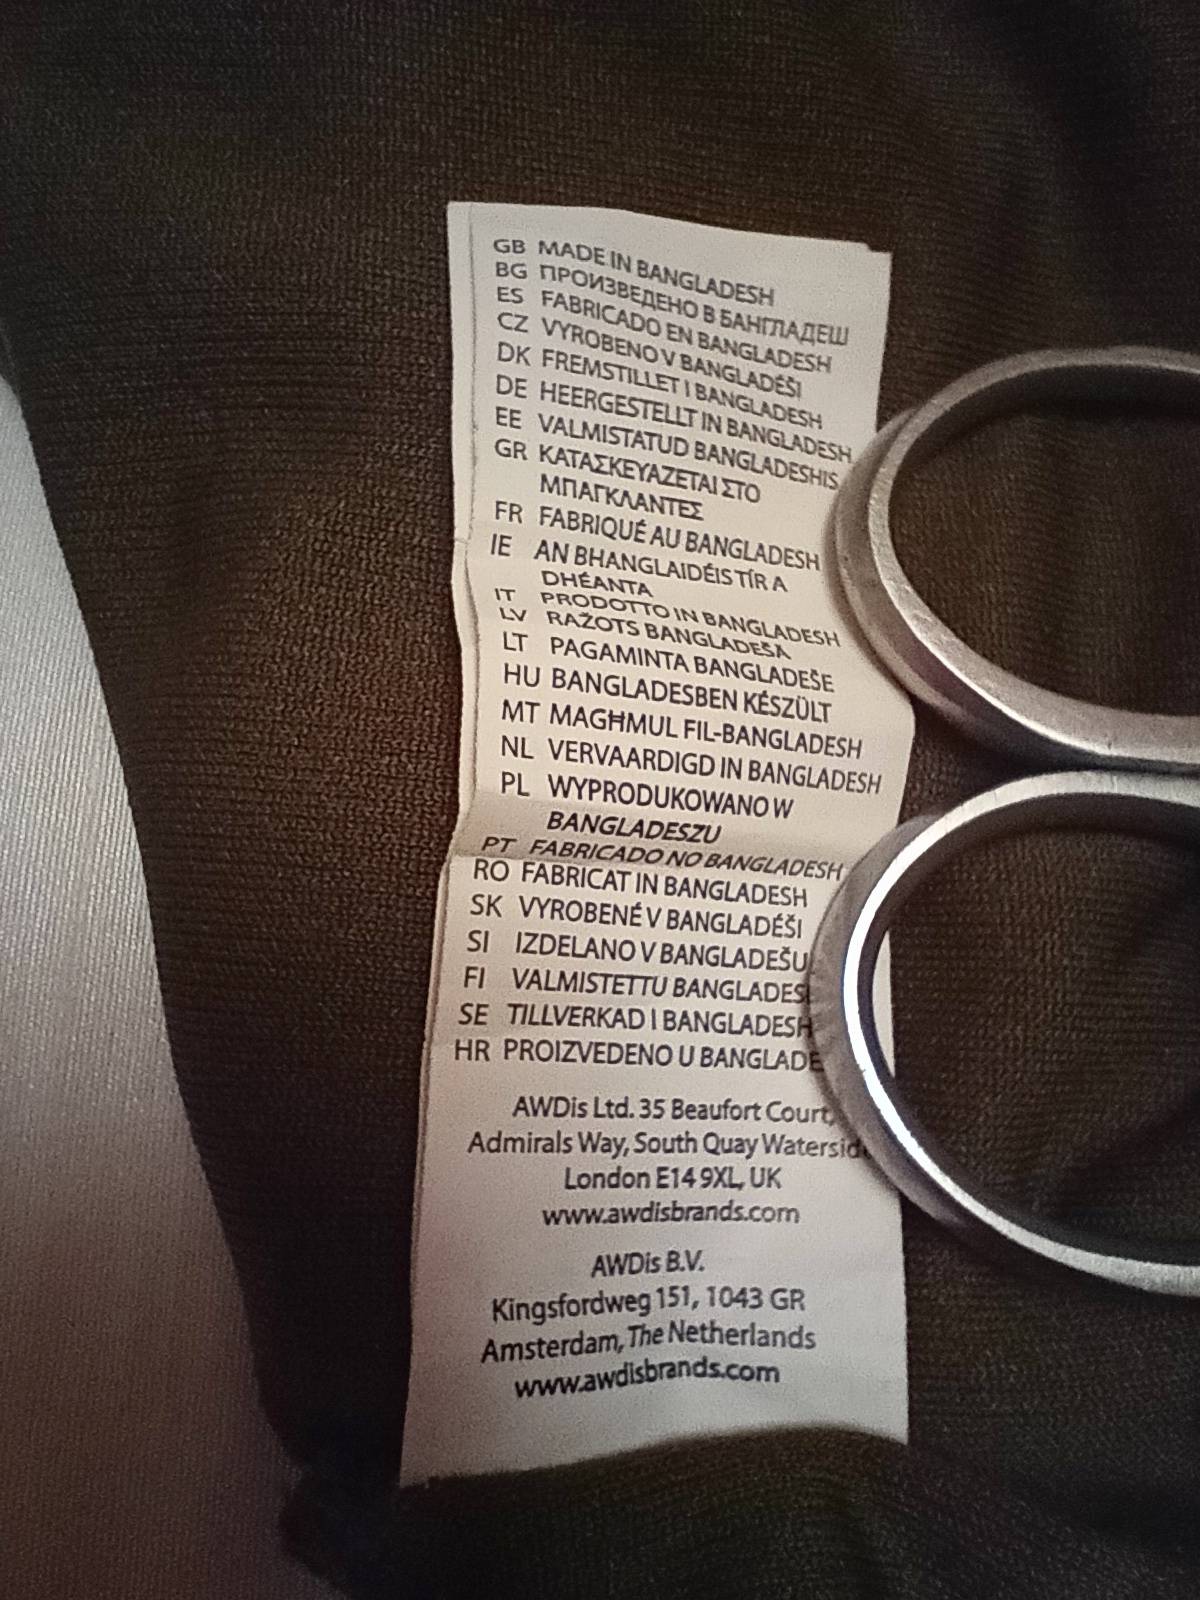 GB MADE IN BANGLADESH
BG ПРОИЗВЕДЕНО В БАНГЛАДЕШ
ES FABRICADO EN BANGLADESH
CZ VYROBENO V BANGLADÉŠI
DK FREMSTILLET I BANGLADESH
DE HEERGESTELLT IN BANGLADESH
EE VALMISTATUD BANGLADESHIS
GR ΚΑΤΑΣΚΕΥΑΖΕΤΑΙ ΣΤΟ
ΜΠΑΓΚΛΑΝΤΕΣ
FR FABRIQUÉ AU BANGLADESH
IE AN BHANGLAIDÉIS TÍR A
DHÉANTA
IT PRODOTTO IN BANGLADESH
LV RAŽOTS BANGLADEŠĀ
LT PAGAMINTA BANGLADEŠE
HU BANGLADESBEN KÉSZÜLT
MT MAGĦMUL FIL-BANGLADESH
NL VERVAARDIGD IN BANGLADESH
PL WYPRODUKOWANO W
BANGLADESZU
PT FABRICADO NO BANGLADESH
RO FABRICAT IN BANGLADESH
SK VYROBENÉ V BANGLADÉŠI
SI IZDELANO V BANGLADEŠU
FI VALMISTETTU
SE TILLVERKAD I BANGLADESH
HR PROIZVEDENO U
AWDis Ltd. 35 Beaufort Court,
Admirals Way, South Quay
London E14 9XL, UK
www.awdisbrands.com
AWDis B.V.
Kingsfordweg 151, 1043 GR
Amsterdam, The Netherlands
www.awdisbrands.com